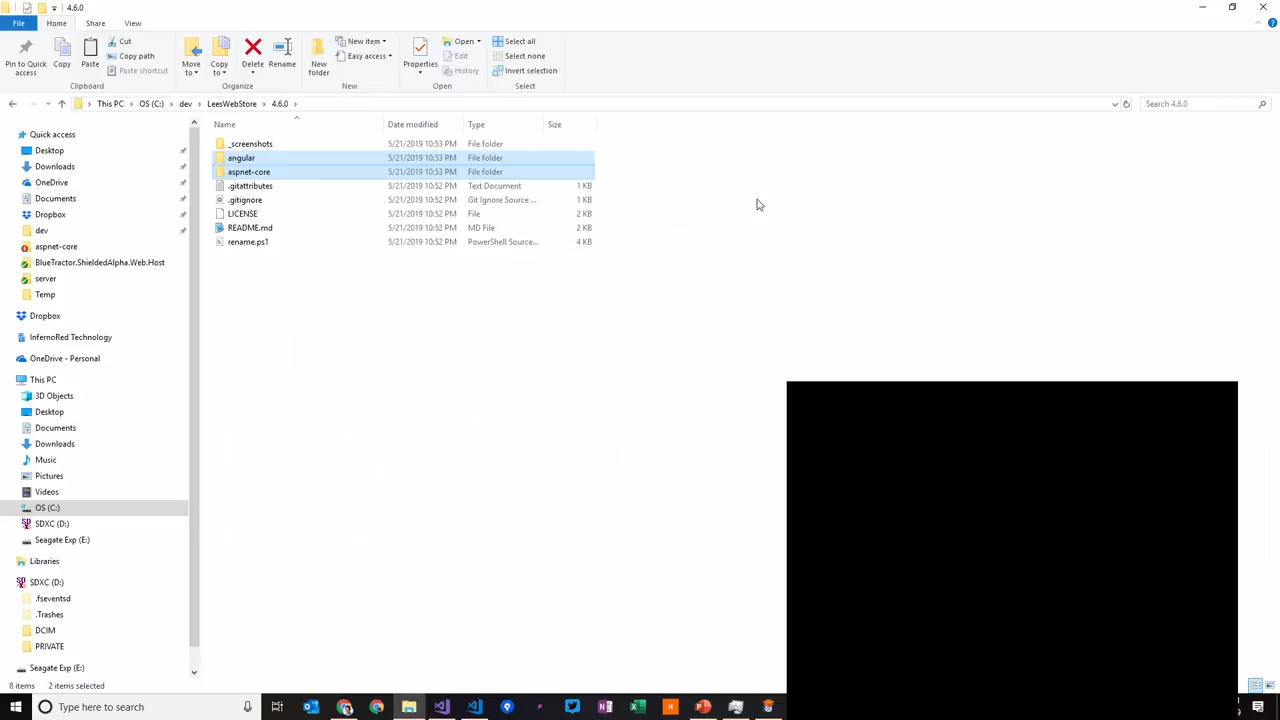 4.6.0
File
Home
Share
View
Pin to Quick access
Copy
Paste
Cut
Copy path
Paste shortcut
Clipboard
Move to
Copy to
Delete
Rename
Organize
New folder
New item
Easy access
New
Properties
Open
Edit
History
Open
Select all
Select none
Invert selection
Select
This PC
OS (C:)
dev
LeesWebStore
4.6.0
Search 4.6.0
Quick access
Desktop
Downloads
OneDrive
Documents
Dropbox
dev
aspnet-core
BlueTractor.ShieldedAlpha.Web.Host
server
Temp
Dropbox
InfernoRed Technology
OneDrive - Personal
This PC
3D Objects
Desktop
Documents
Downloads
Music
Pictures
Videos
OS (C:)
SDXC (D:)
Seagate Exp (E:)
Libraries
SDXC (D:)
.fseventsd
.Trashes
DCIM
PRIVATE
Seagate Exp (E:)
Name Date modified Type Size
_screenshots 5/21/2019 10:53 PM File folder
angular 5/21/2019 10:53 PM File folder
aspnet-core 5/21/2019 10:53 PM File folder
.gitattributes 5/21/2019 10:52 PM Text Document 1 KB
.gitignore 5/21/2019 10:52 PM Git Ignore Source ... 1 KB
LICENSE 5/21/2019 10:52 PM File 2 KB
README.md 5/21/2019 10:52 PM MD File 2 KB
rename.ps1 5/21/2019 10:52 PM PowerShell Source... 4 KB
8 items 2 items selected
Type here to search